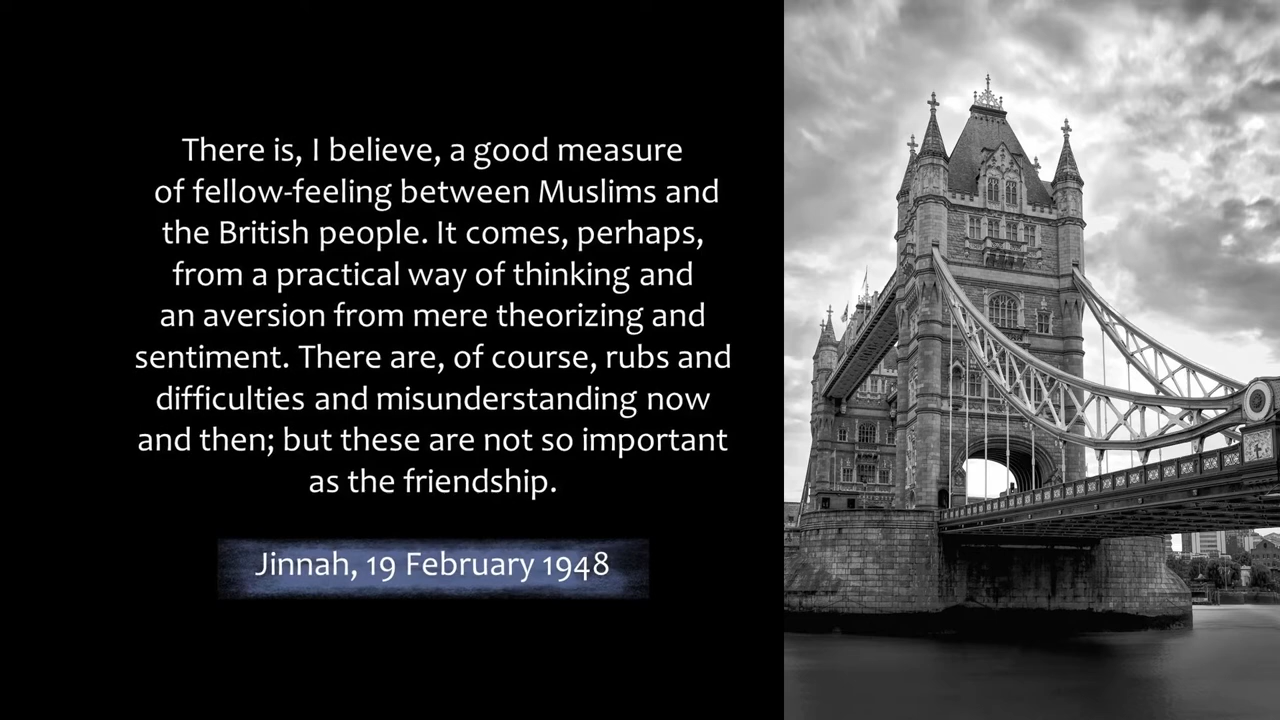 There is, I believe, a good measure
of fellow-feeling between Muslims and
the British people. It comes, perhaps,
from a practical way of thinking and
an aversion from mere theorizing and
sentiment. There are, of course, rubs and
difficulties and misunderstanding now
and then; but these are not so important
as the friendship.
Jinnah, 19 February 1948